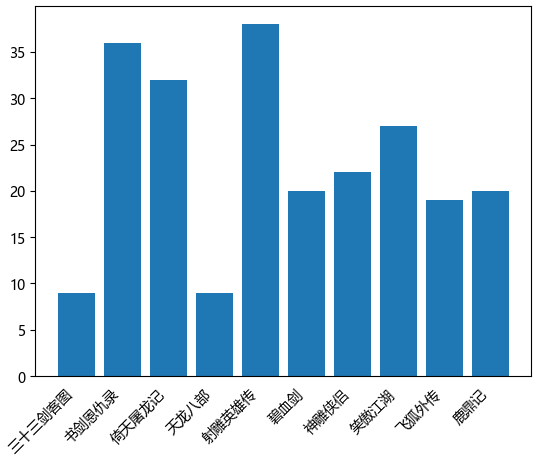 35
30
25
20
15
10
5
0
三十三剑客图
书剑恩仇录
倚天屠龙记
天龙八部
射雕英雄传
碧血剑
神雕侠侣
笑傲江湖
飞狐外传
鹿鼎记